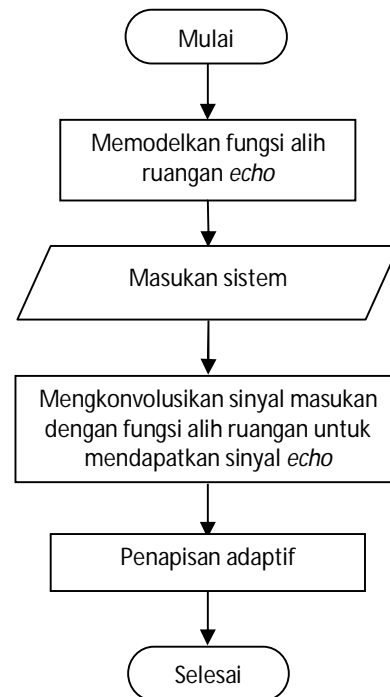 Mulai
Memodelkan fungsi alih
ruangan echo
Masukan sistem
Mengkonvolusikan sinyal masukan
dengan fungsi alih ruangan untuk
mendapatkan sinyal echo
Penapisan adaptif
Selesai